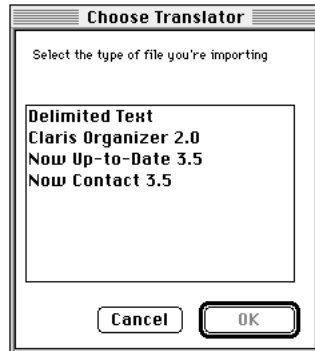 Choose Translator
Select the type of file you're importing
Delimited Text
Claris Organizer 2.0
Now Up-to-Date 3.5
Now Contact 3.5
Cancel
OK